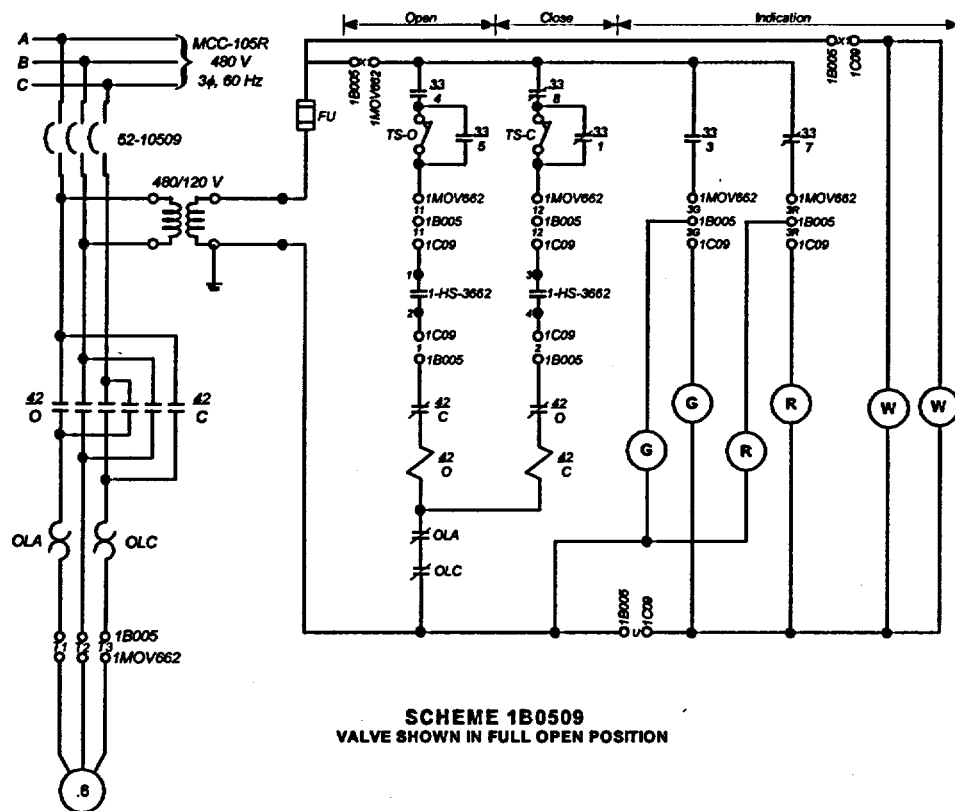 Open
Close
Indication
A
B
C
MCC-105R
480 V
3ϕ, 60 Hz
52-10509
480/120 V
FU
1B005
X
1MOV662
1B005
X1
1C09
33
4
TS-O
33
5
33
8
TS-C
33
1
33
3
33
7
1MOV662
11
1B005
11
1C09
1MOV662
12
1B005
12
1C09
1MOV662
3G
1B005
3G
1C09
1MOV662
3R
1B005
3R
1C09
1
1-HS-3662
2
3
1-HS-3662
4
1C09
1
1B005
1C09
2
1B005
42
O
42
C
42
C
42
O
42
O
42
C
G
R
W
W
G
R
OLA
OLC
OLA
OLC
1B005
T1
T2
T3
1MOV662
1B005
1C09
.6
SCHEME 1B0509
VALVE SHOWN IN FULL OPEN POSITION